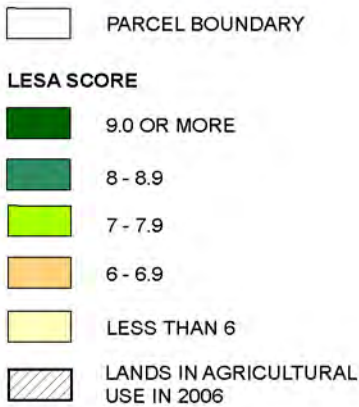 PARCEL BOUNDARY
LESA SCORE
9.0 OR MORE
8 - 8.9
7 - 7.9
6 - 6.9
LESS THAN 6
LANDS IN AGRICULTURAL
USE IN 2006